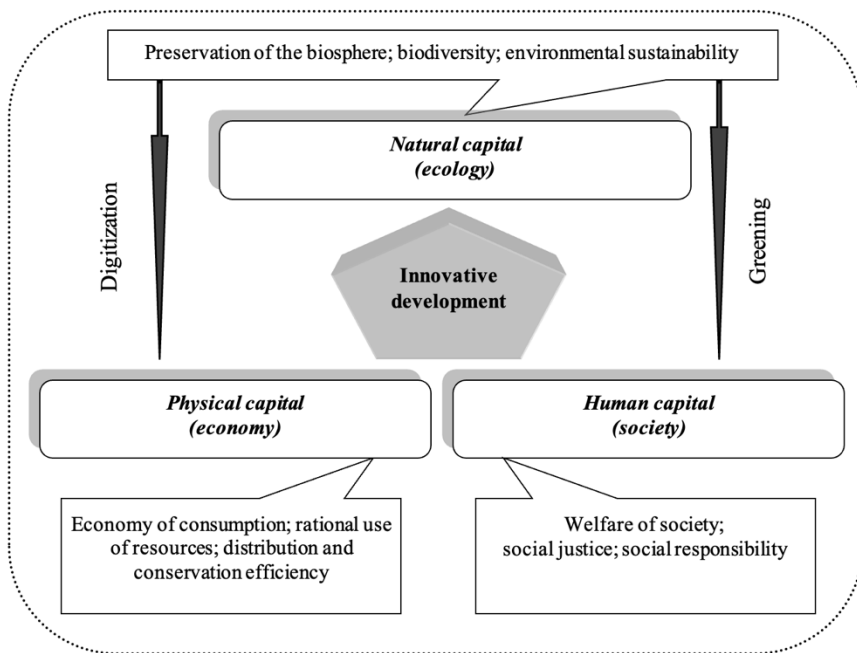 Preservation of the biosphere; biodiversity; environmental sustainability
Natural capital
(ecology)
Digitization
Greening
Innovative
development
Physical capital
(economy)
Human capital
(society)
Economy of consumption; rational use
of resources; distribution and
conservation efficiency
Welfare of society;
social justice; social responsibility